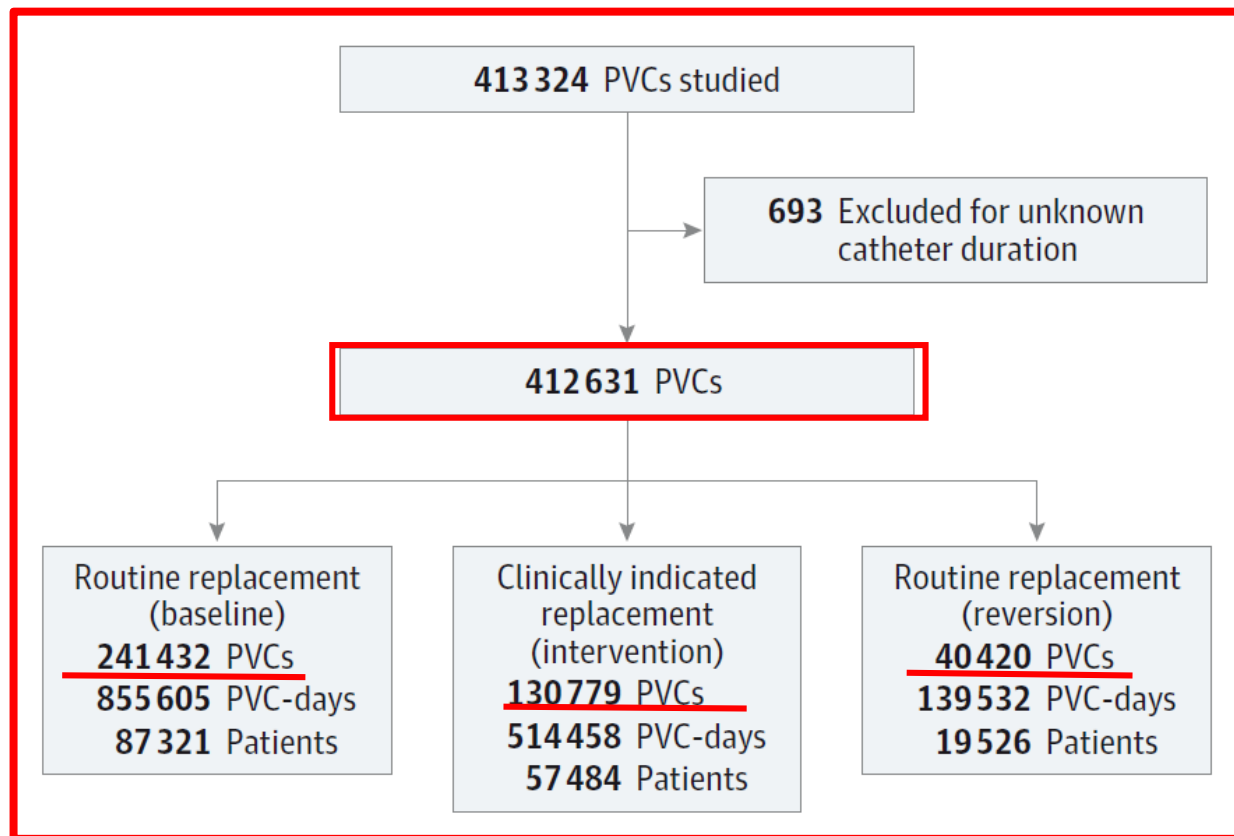 413 324 PVCs studied
693 Excluded for unknown
catheter duration
412 631 PVCs
Routine replacement
(baseline)
241 432 PVCs
855 605 PVC-days
87 321 Patients
Clinically indicated
replacement
(intervention)
130 779 PVCs
514 458 PVC-days
57 484 Patients
Routine replacement
(reversion)
40 420 PVCs
139 532 PVC-days
19 526 Patients